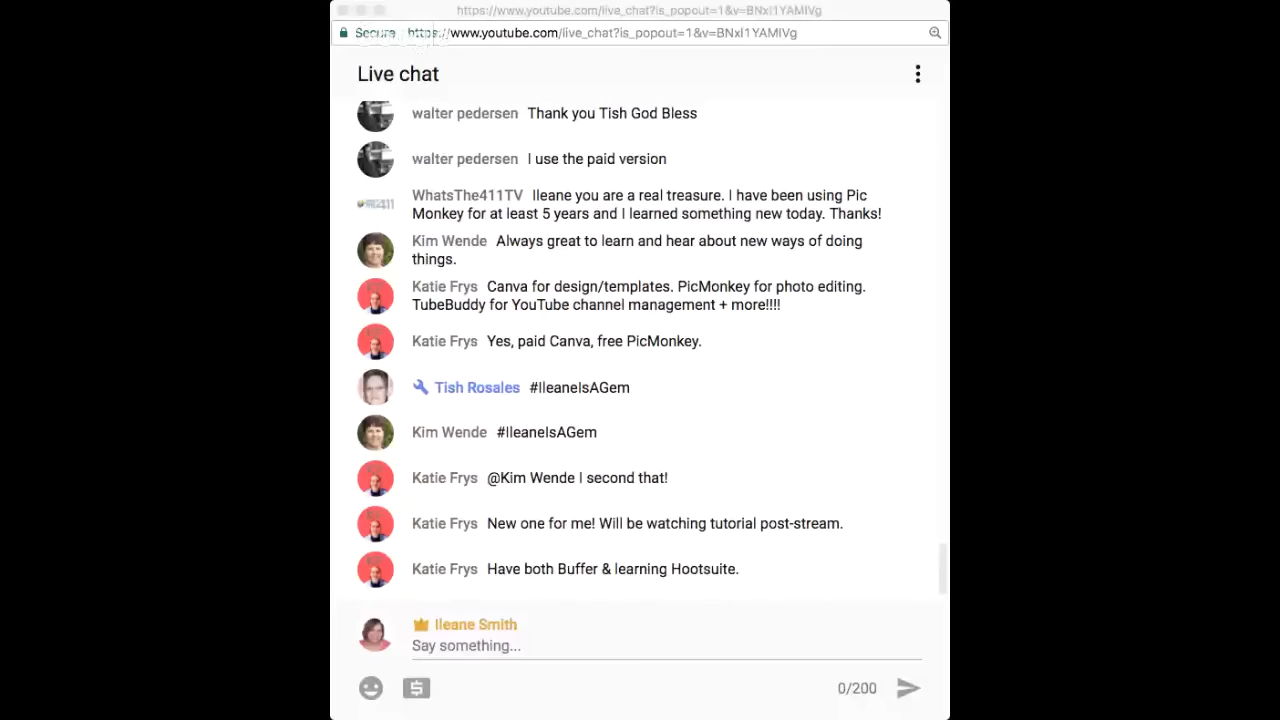 https://www.youtube.com/live_chat?is_popout=1&v=BNxI1YAMIVg
Secure https://www.youtube.com/live_chat?is_popout=1&v=BNxI1YAMIVg
Live chat
walter pedersen Thank you Tish God Bless
walter pedersen I use the paid version
WhatsThe411TV Ileane you are a real treasure. I have been using Pic
Monkey for at least 5 years and I learned something new today. Thanks!
Kim Wende Always great to learn and hear about new ways of doing
things.
Katie Frys Canva for design/templates. PicMonkey for photo editing.
TubeBuddy for YouTube channel management + more!!!!
Katie Frys Yes, paid Canva, free PicMonkey.
Tish Rosales #IleaneIsAGem
Kim Wende #IleaneIsAGem
Katie Frys @Kim Wende I second that!
Katie Frys New one for me! Will be watching tutorial post-stream.
Katie Frys Have both Buffer & learning Hootsuite.
Ileane Smith
Say something...
0/200